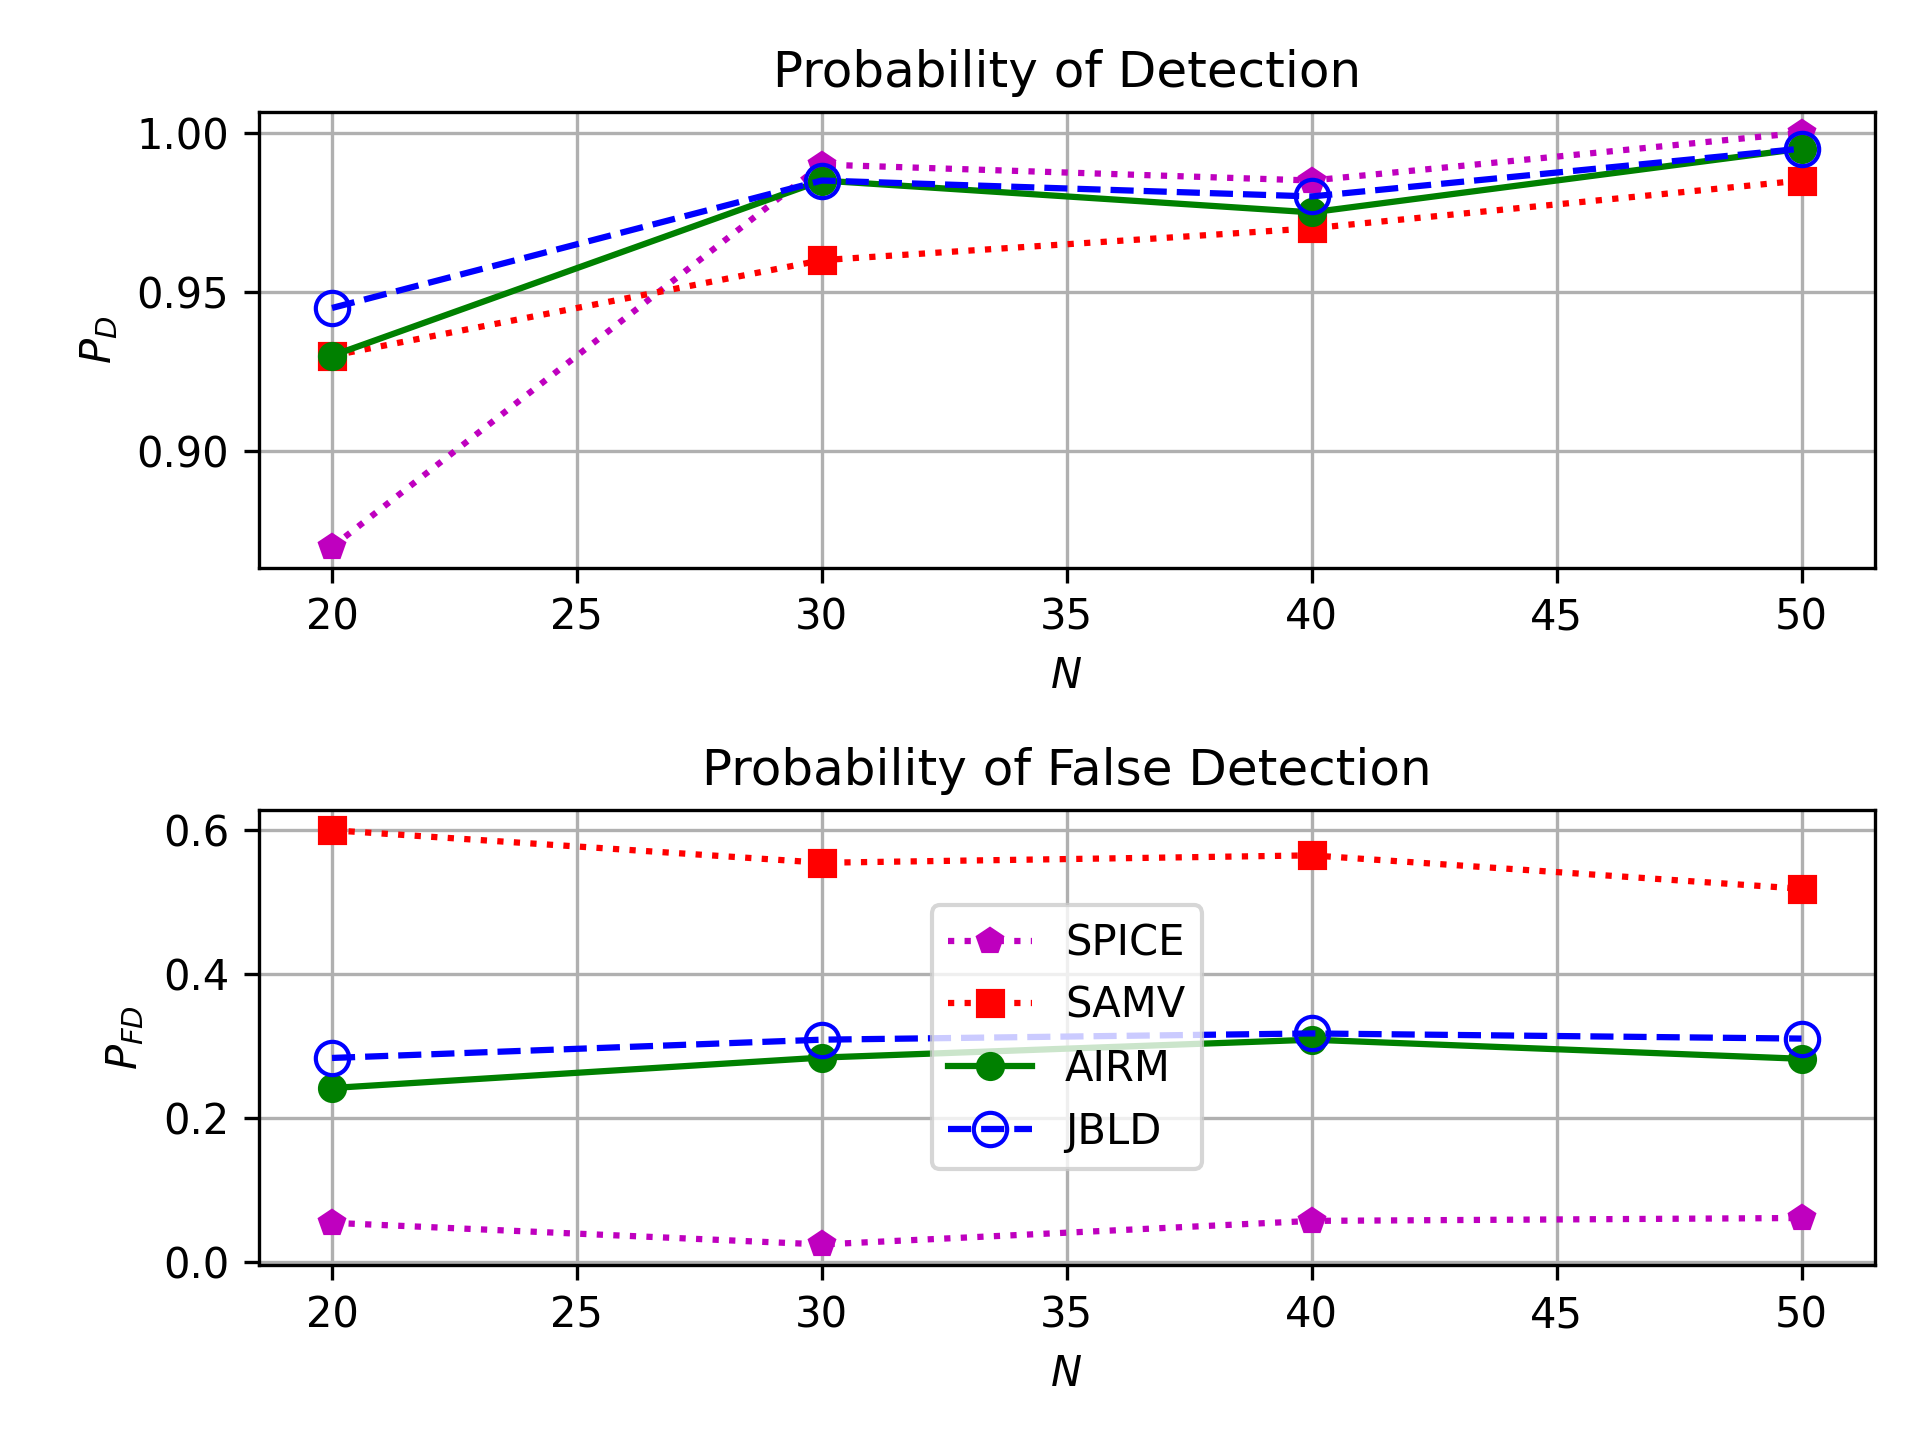 Probability of Detection
1.00
0.95
0.90
P_D
20 25 30 35 40 45 50
N
Probability of False Detection
0.6
0.4
0.2
0.0
P_FD
SPICE
SAMV
AIRM
JBLD
20 25 30 35 40 45 50
N